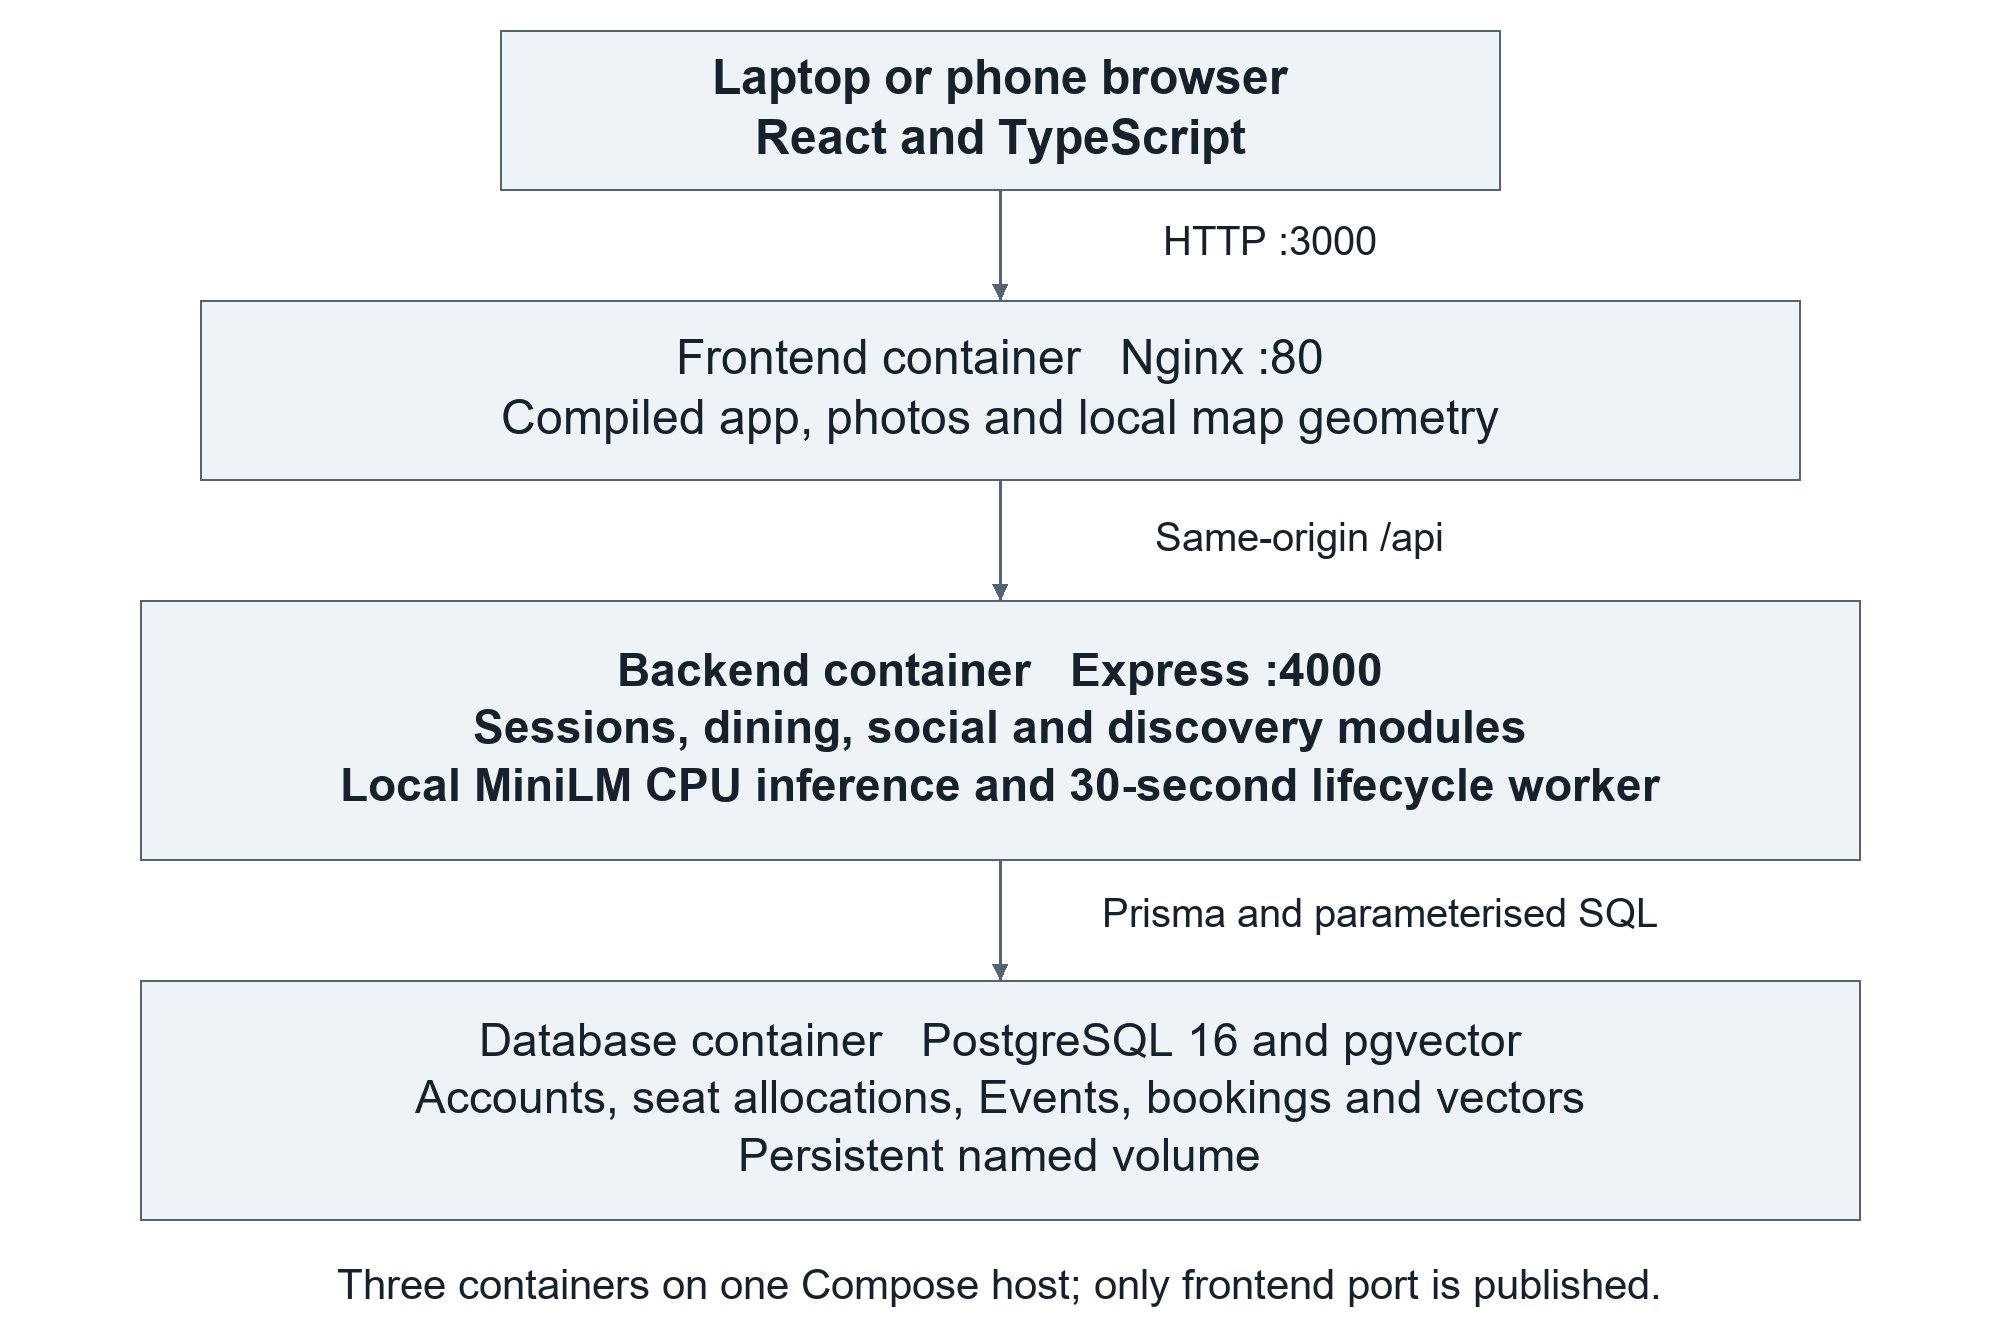 Laptop or phone browser
React and TypeScript
HTTP :3000
Frontend container   Nginx :80
Compiled app, photos and local map geometry
Same-origin /api
Backend container   Express :4000
Sessions, dining, social and discovery modules
Local MiniLM CPU inference and 30-second lifecycle worker
Prisma and parameterised SQL
Database container   PostgreSQL 16 and pgvector
Accounts, seat allocations, Events, bookings and vectors
Persistent named volume
Three containers on one Compose host; only frontend port is published.